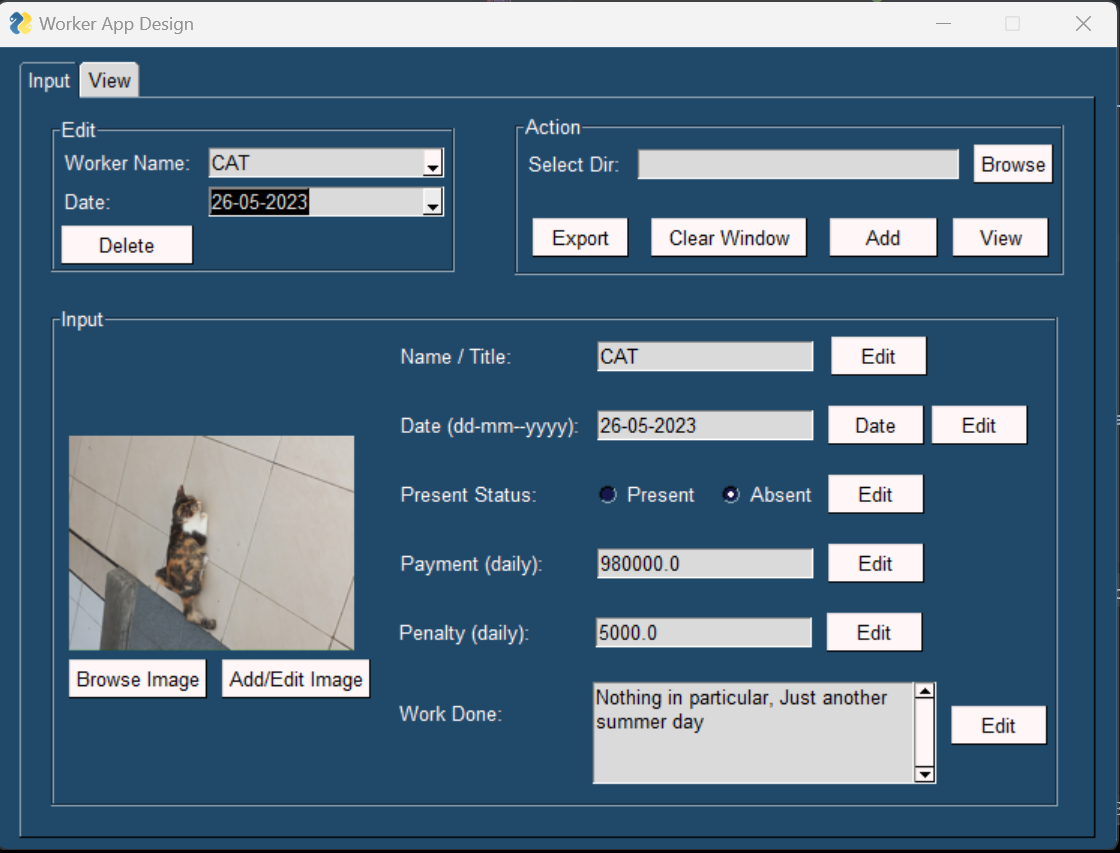 Worker App Design
Input View
Edit
Worker Name: CAT
Date: 26-05-2023
Delete
Action
Select Dir: Browse
Export Clear Window Add View
Input
Name / Title: CAT Edit
Date (dd-mm--yyyy): 26-05-2023 Date Edit
Present Status: Present Absent Edit
Payment (daily): 980000.0 Edit
Penalty (daily): 5000.0 Edit
Browse Image Add/Edit Image
Work Done: Nothing in particular, Just another
summer day
Edit